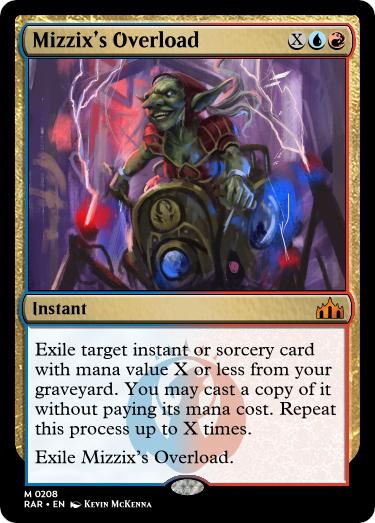 Mizzix's Overload X
Instant
Exile target instant or sorcery card
with mana value X or less from your
graveyard. You may cast a copy of it
without paying its mana cost. Repeat
this process up to X times.
Exile Mizzix's Overload.
M 0208
RAR • EN Kevin McKenna